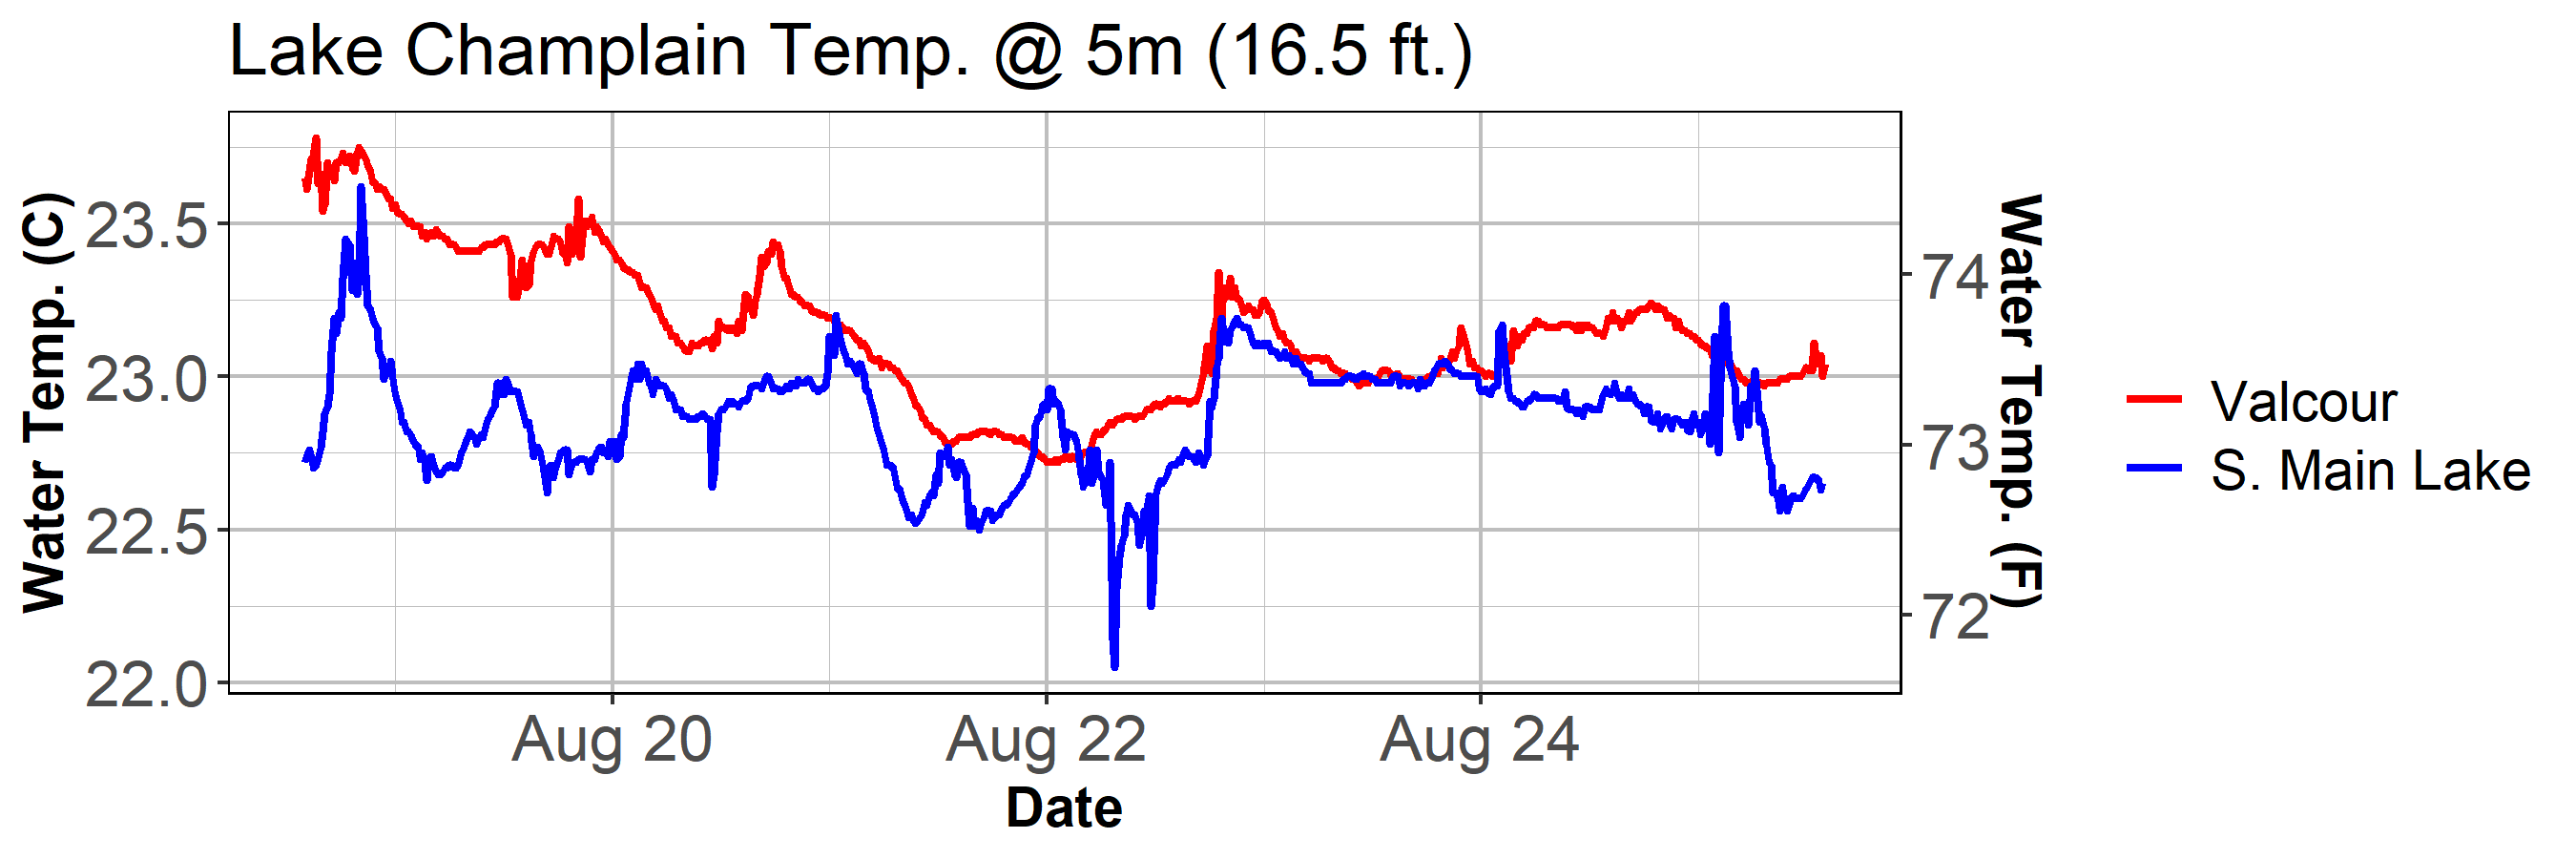 Lake Champlain Temp. @ 5m (16.5 ft.)
Water Temp. (C)
23.5
23.0
22.5
22.0
74
73
72
Water Temp. (F)
Aug 20
Aug 22
Aug 24
Date
Valcour
S. Main Lake